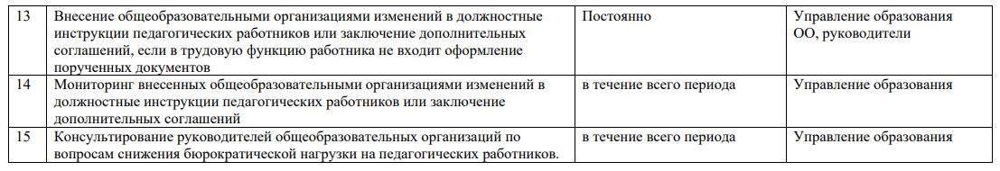 13 Внесение общеобразовательными организациями изменений в должностные Постоянно Управление образования
инструкции педагогических работников или заключение дополнительных ОО, руководители
соглашений, если в трудовую функцию работника не входит оформление
порученных документов
14 Мониторинг внесенных общеобразовательными организациями изменений в в течение всего периода Управление образования
должностные инструкции педагогических работников или заключение
дополнительных соглашений
15 Консультирование руководителей общеобразовательных организаций по в течение всего периода Управление образования
вопросам снижения бюрократической нагрузки на педагогических работников.